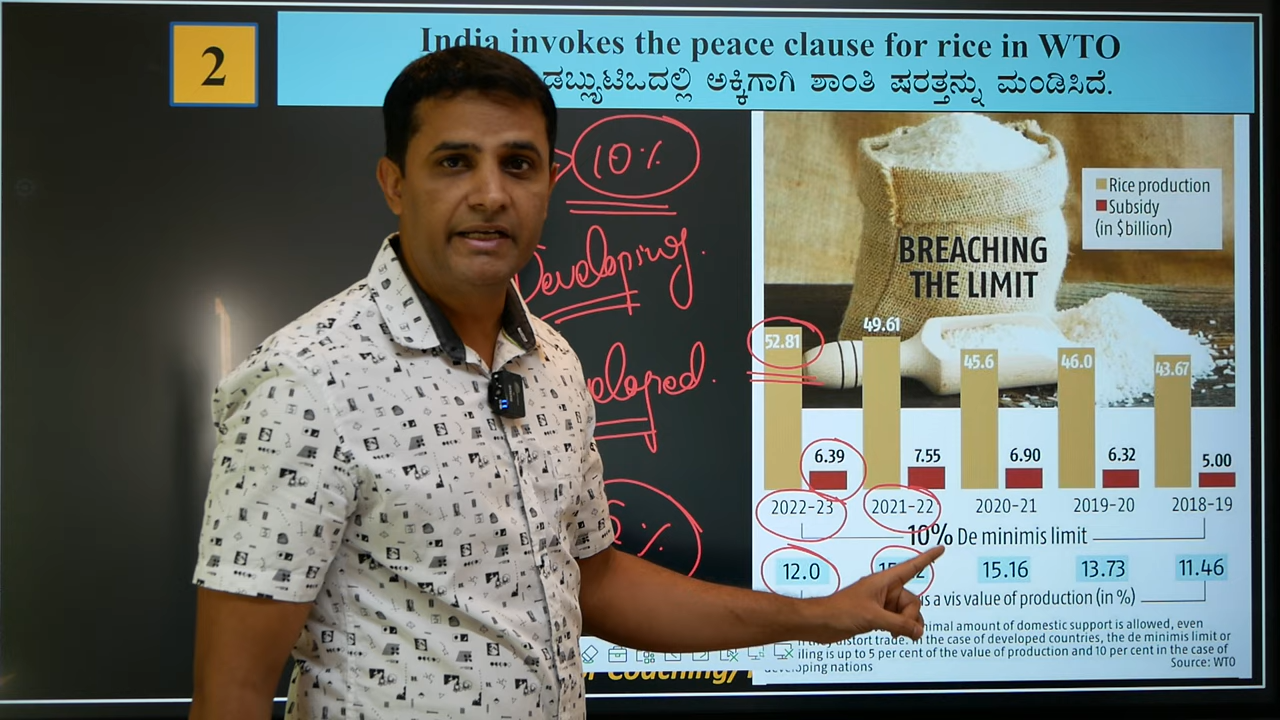 2
India invokes the peace clause for rice in WTO
ಡಬ್ಲ್ಯುಟಿಒದಲ್ಲಿ ಅಕ್ಕಿಗಾಗಿ ಶಾಂತಿ ಷರತ್ತನ್ನು ಮಂಡಿಸಿದೆ.
10%
Developing.
%
Rice production
Subsidy
(in $billion)
BREACHING
THE LIMIT
52.81
49.61
45.6
46.0
43.67
6.39
7.55
6.90
6.32
5.00
2022-23
2021-22
2020-21
2019-20
2018-19
10% De minimis limit
12.0
15.16
13.73
11.46
a vis value of production (in %)
amount of domestic support is allowed, even
distort trade. In the case of developed countries, the de minimis limit or
is up to 5 per cent of the value of production and 10 per cent in the case of
nations
Source: WTO
Coaching/